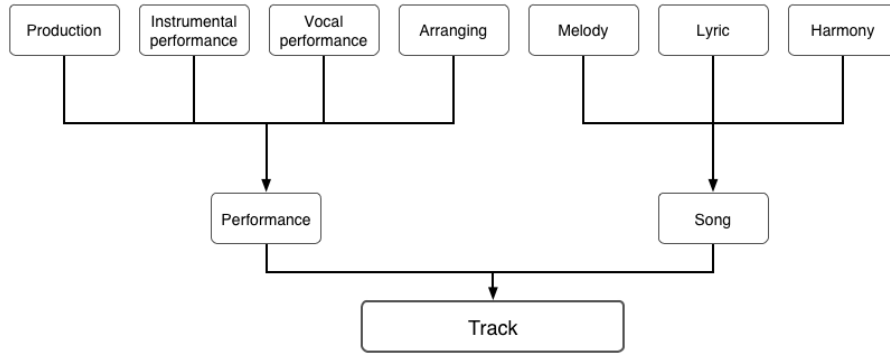 Production
Instrumental
performance
Vocal
performance
Arranging
Melody
Lyric
Harmony
Performance
Song
Track